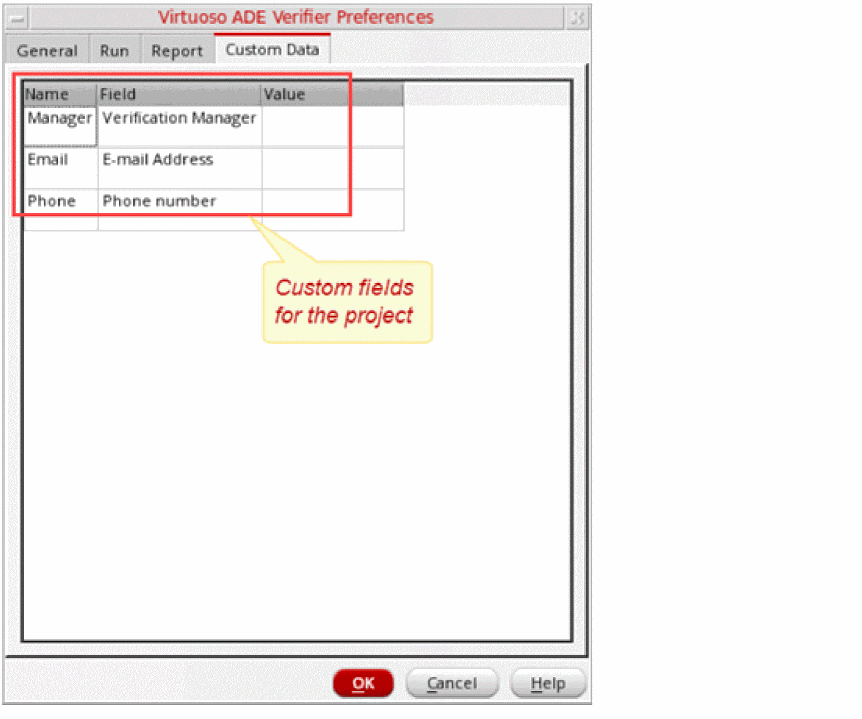 Virtuoso ADE Verifier Preferences
General Run Report Custom Data
Name Field Value
Manager Verification Manager
Email E-mail Address
Phone Phone number
Custom fields
for the project
OK Cancel Help